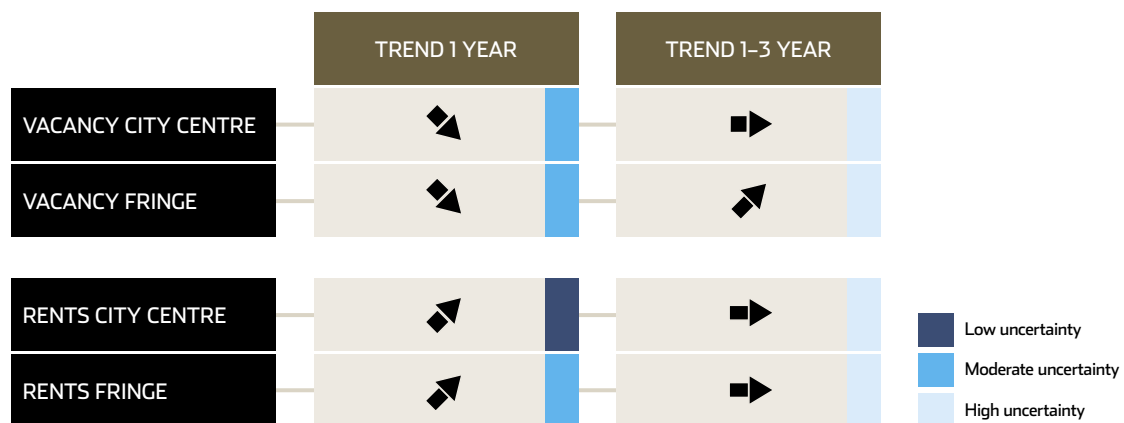 TREND 1 YEAR
TREND 1–3 YEAR
VACANCY CITY CENTRE
VACANCY FRINGE
RENTS CITY CENTRE
RENTS FRINGE
Low uncertainty
Moderate uncertainty
High uncertainty